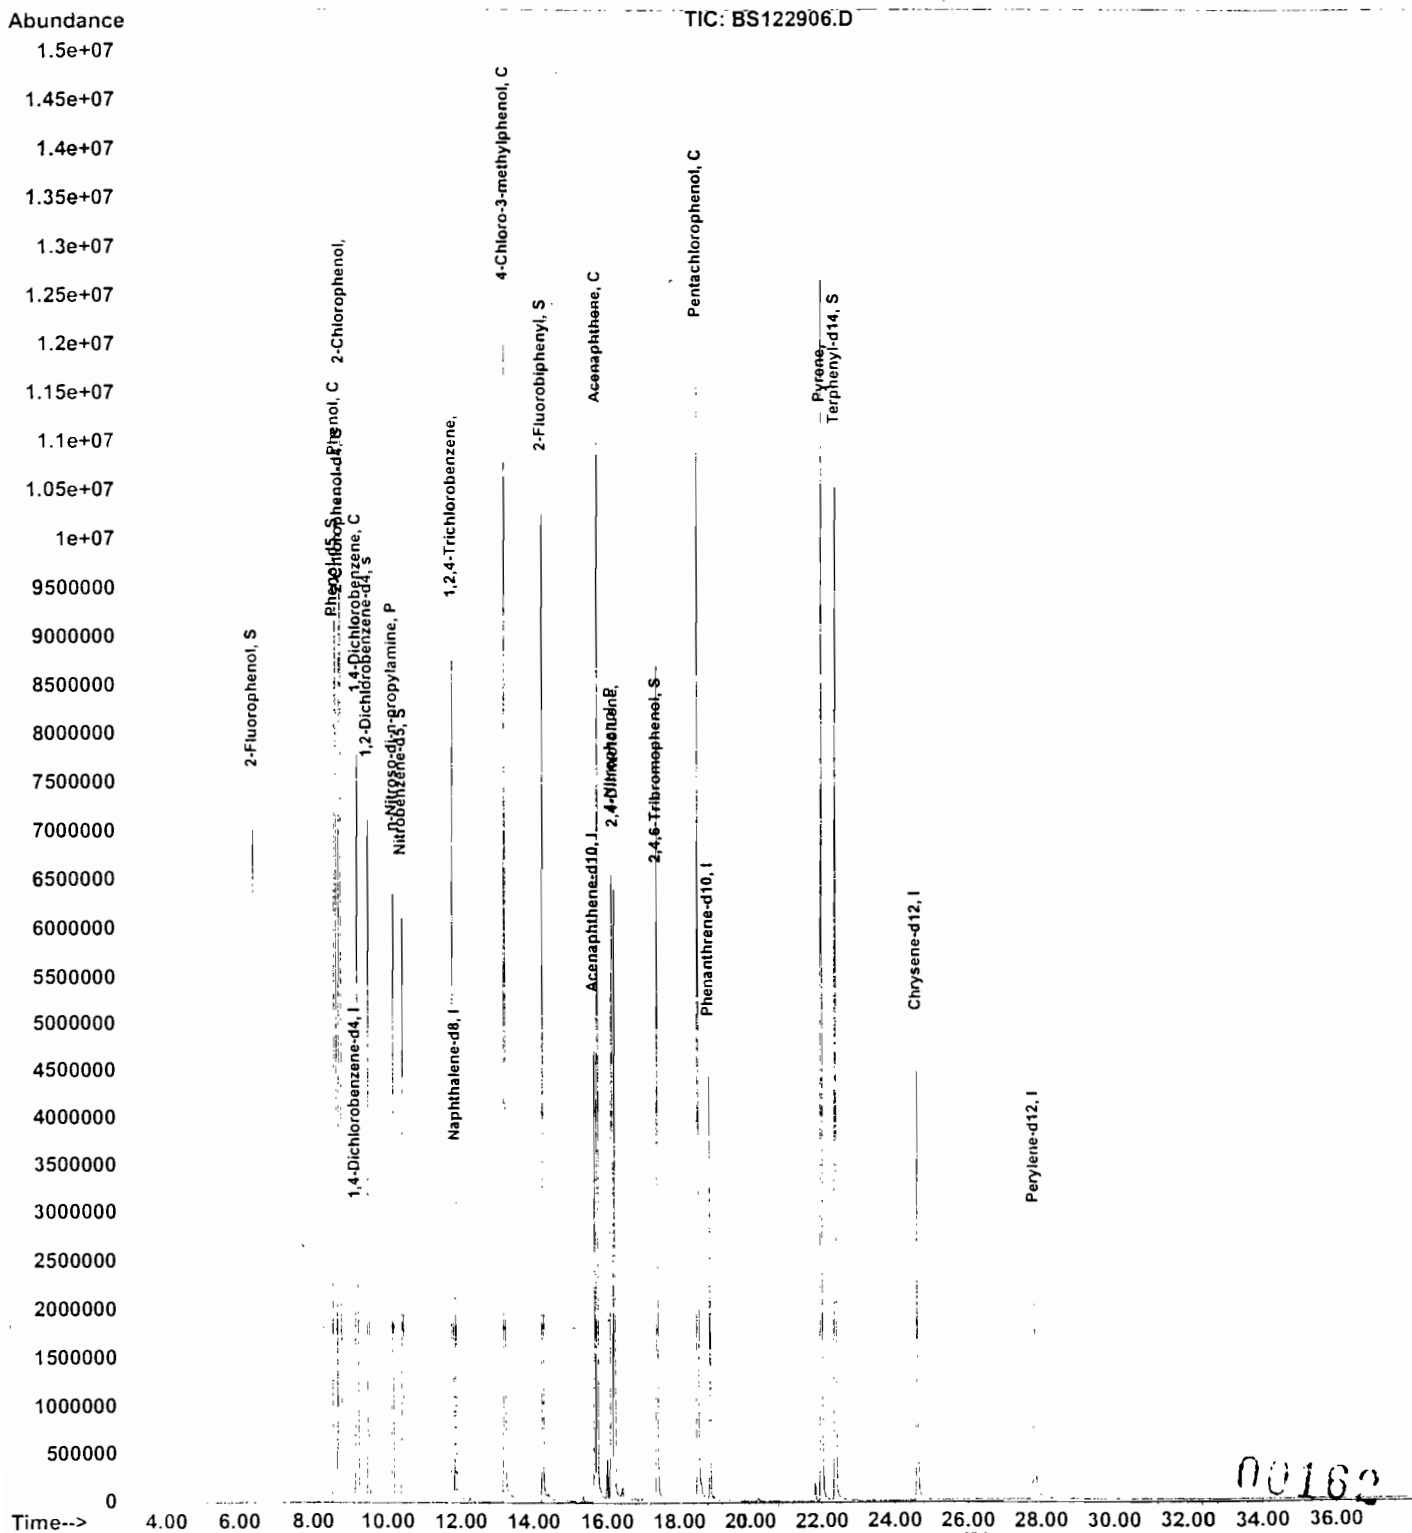 TIC: BS122906.D
Abundance
1.5e+07
1.45e+07
1.4e+07
1.35e+07
1.3e+07
1.25e+07
1.2e+07
1.15e+07
1.1e+07
1.05e+07
1e+07
9500000
9000000
8500000
8000000
7500000
7000000
6500000
6000000
5500000
5000000
4500000
4000000
3500000
3000000
2500000
2000000
1500000
1000000
500000
0
2-Fluorophenol, S
Phenol-d5, S
Phenol, C
2-Chlorophenol-d4, S
2-Chlorophenol,
1,4-Dichlorobenzene-d4, I
1,4-Dichlorobenzene, C
1,2-Dichlorobenzene-d4, s
n-Nitroso-di-n-propylamine, P
Nitrobenzene-d5, S
1,2,4-Trichlorobenzene,
Naphthalene-d8, I
4-Chloro-3-methylphenol, C
2-Fluorobiphenyl, S
Acenaphthene-d10, I
Acenaphthene, C
2,4,6-Tribromophenol, S
Pentachlorophenol, C
Phenanthrene-d10, I
Pyrene,
Terphenyl-d14, S
Chrysene-d12, I
Perylene-d12, I
00162
Time--> 4.00 6.00 8.00 10.00 12.00 14.00 16.00 18.00 20.00 22.00 24.00 26.00 28.00 30.00 32.00 34.00 36.00